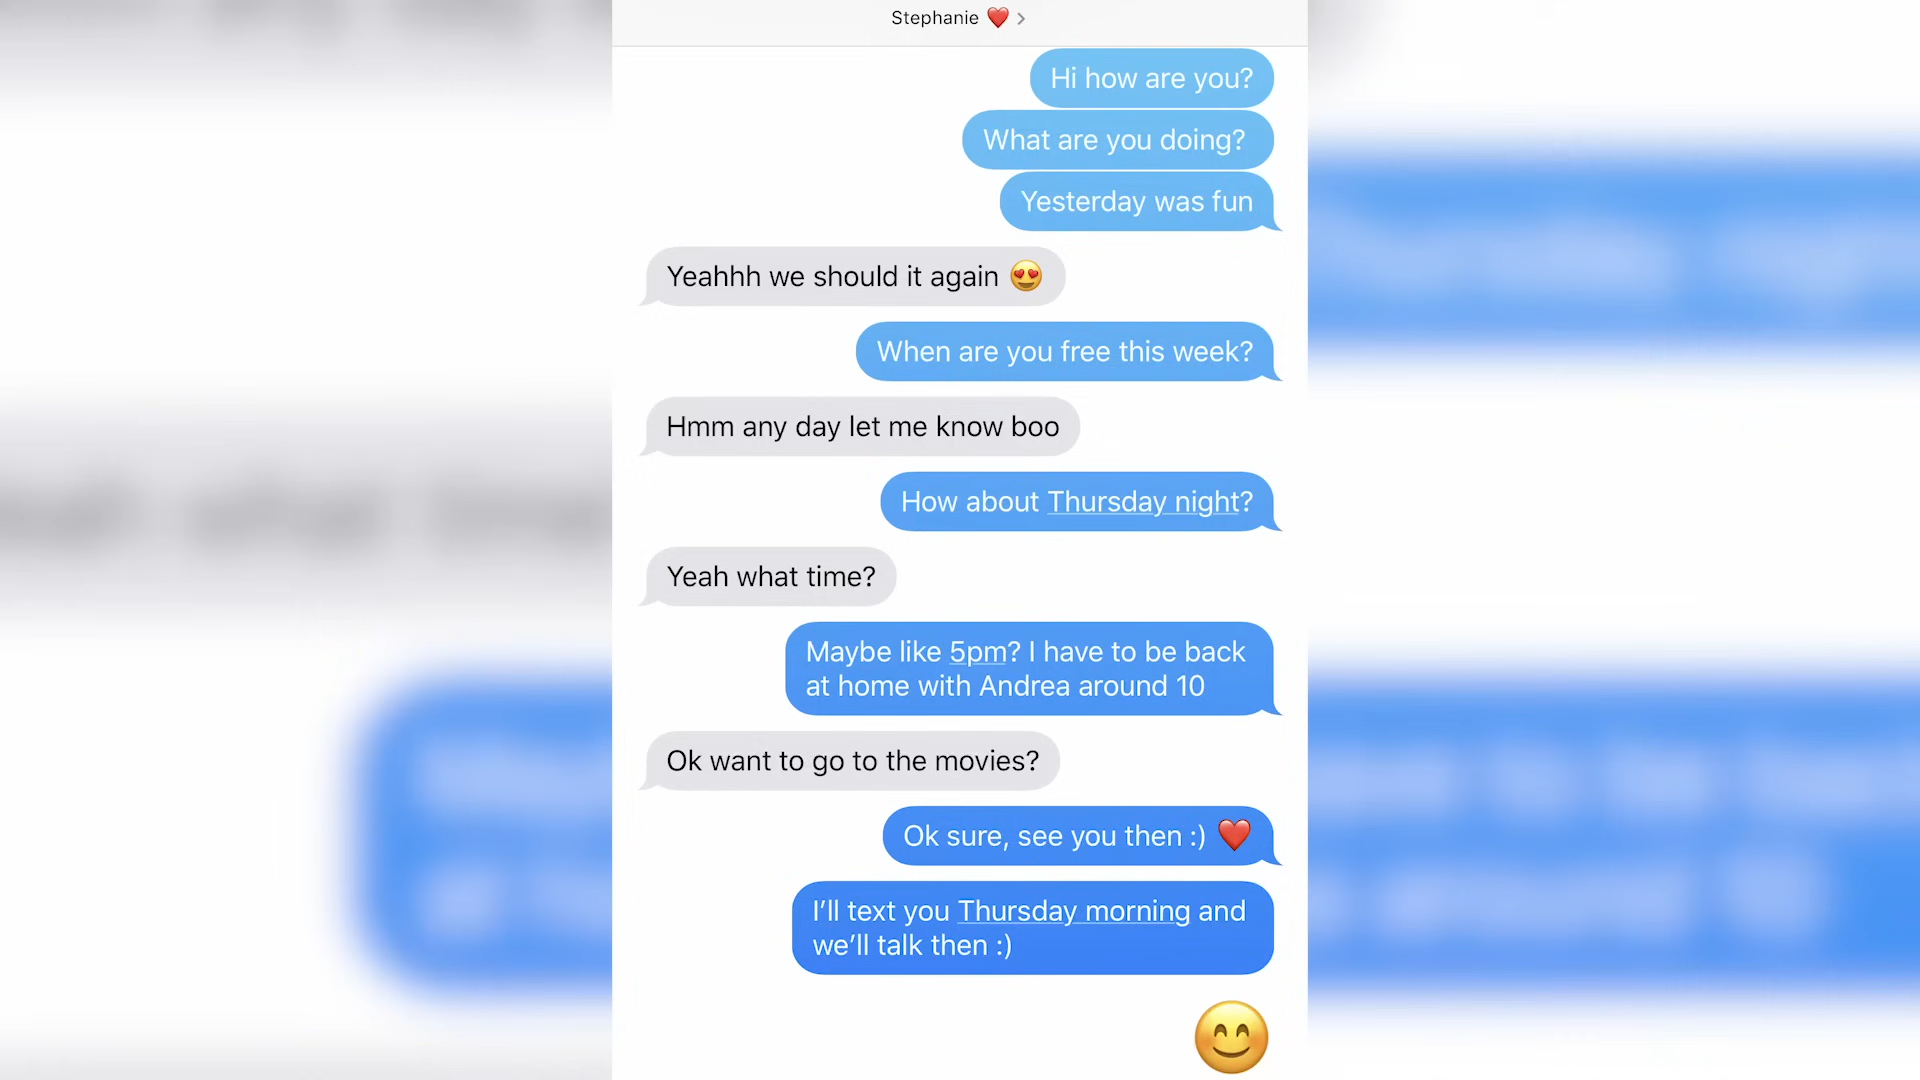 Stephanie ❤️ >
Hi how are you?
What are you doing?
Yesterday was fun
Yeahhh we should it again 😍
When are you free this week?
Hmm any day let me know boo
How about Thursday night?
Yeah what time?
Maybe like 5pm? I have to be back
at home with Andrea around 10
Ok want to go to the movies?
Ok sure, see you then :) ❤️
I’ll text you Thursday morning and
we’ll talk then :)
😊